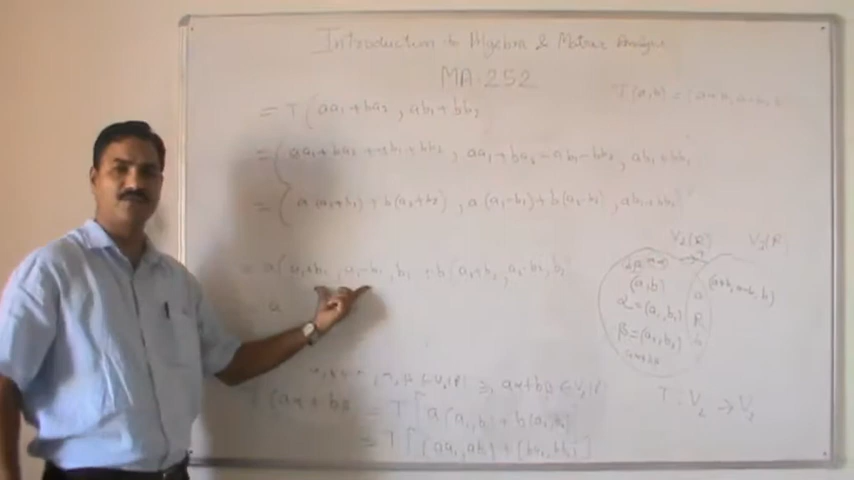 Introduction to Algebra & Matrix Analysis
MA:252
T(a,b) = (a+b, a-b, b)
= T(aa₁+ba₂, ab₁+bb₂
= (aa₁+ba₂+ab₁+bb₂, aa₁+ba₂-ab₁-bb₂, ab₁+bb₂
= (a(a₁+b₁)+b(a₂+b₂), a(a₁-b₁)+b(a₂-b₂), ab₁+bb₂)
= a(a₁+b₁, a₁-b₁, b₁ + b(a₂+b₂, a₂-b₂, b₂)
= a
V₂(R) V₃(R)
(a,b) (a+b, a-b, b)
α=(a₁,b₁)
β=(a₂,b₂)
aα+bβ ∈ V₂(R)
T(aα+bβ = T[a(a₁,b₁)+b(a₂,b₂)]
= T[(aa₁,ab₁)+(ba₂,bb₂)]
T:V₂→V₃